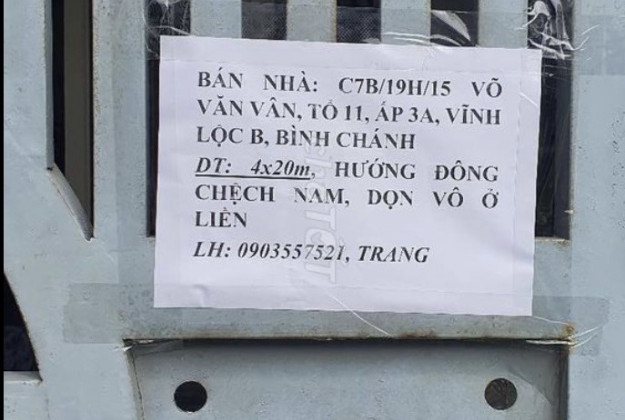 BÁN NHÀ: C7B/19H/15 VÕ
VĂN VÂN, TỔ 11, ẤP 3A, VĨNH
LỘC B, BÌNH CHÁNH
DT: 4x20m, HƯỚNG ĐÔNG
CHỆCH NAM, DỌN VÔ Ở
LIỀN
LH: 0903557521, TRANG